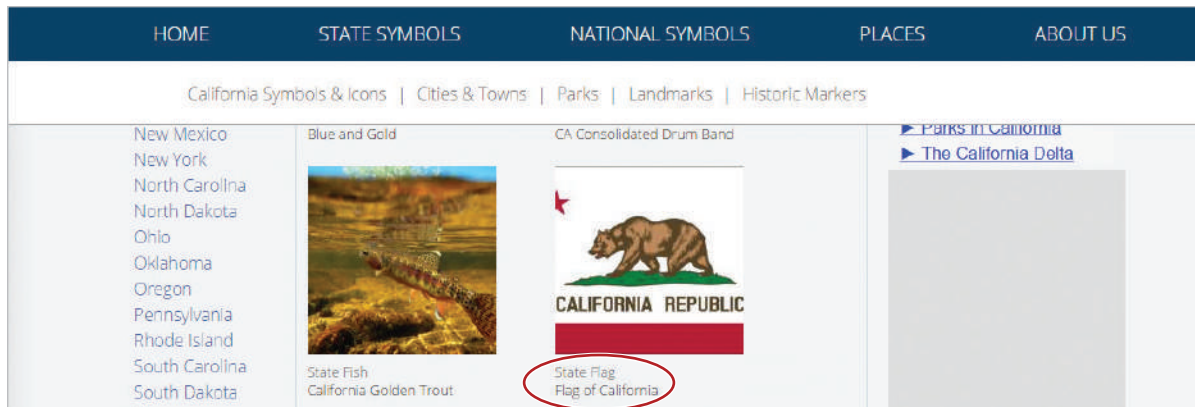 HOME STATE SYMBOLS NATIONAL SYMBOLS PLACES ABOUT US
California Symbols & Icons | Cities & Towns | Parks | Landmarks | Historic Markers
New Mexico
New York
North Carolina
North Dakota
Ohio
Oklahoma
Oregon
Pennsylvania
Rhode Island
South Carolina
South Dakota
Blue and Gold
State Fish
California Golden Trout
CA Consolidated Drum Band
CALIFORNIA REPUBLIC
State Flag
Flag of California
► Parks in California
► The California Delta